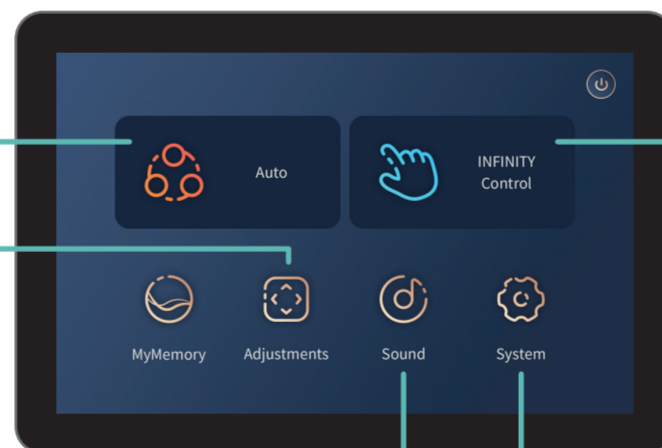 Auto
INFINITY
Control
MyMemory
Adjustments
Sound
System